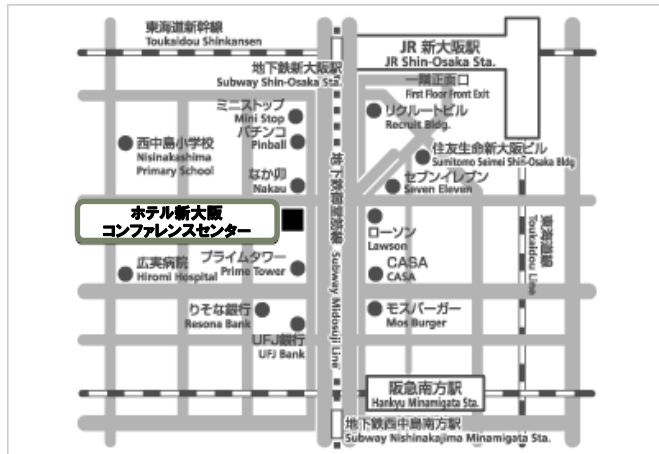 東海道新幹線
Toukaidou Shinkansen
JR 新大阪駅
JR Shin-Osaka Sta.
地下鉄新大阪駅
Subway Shin-Osaka Sta.
一階正面口
First Floor Front Exit
ミニストップ
Mini Stop
リクルートビル
Recruit Bldg.
パチンコ
Pinball
西中島小学校
Nisinakashima
Primary School
住友生命新大阪ビル
Sumitomo Seimei Shin-Osaka Bldg
なか卯
Nakau
セブンイレブン
Seven Eleven
地下鉄御堂筋線 Subway Midosuji Line
ホテル新大阪
コンファレンスセンター
ローソン
Lawson
東海道線
Toukaidou Line
広実病院
Hiromi Hospital
プライムタワー
Prime Tower
CASA
CASA
りそな銀行
Resona Bank
モスバーガー
Mos Burger
UFJ銀行
UFJ Bank
阪急南方駅
Hankyu Minamigata Sta.
地下鉄西中島南方駅
Subway Nishinakajima Minamigata Sta.